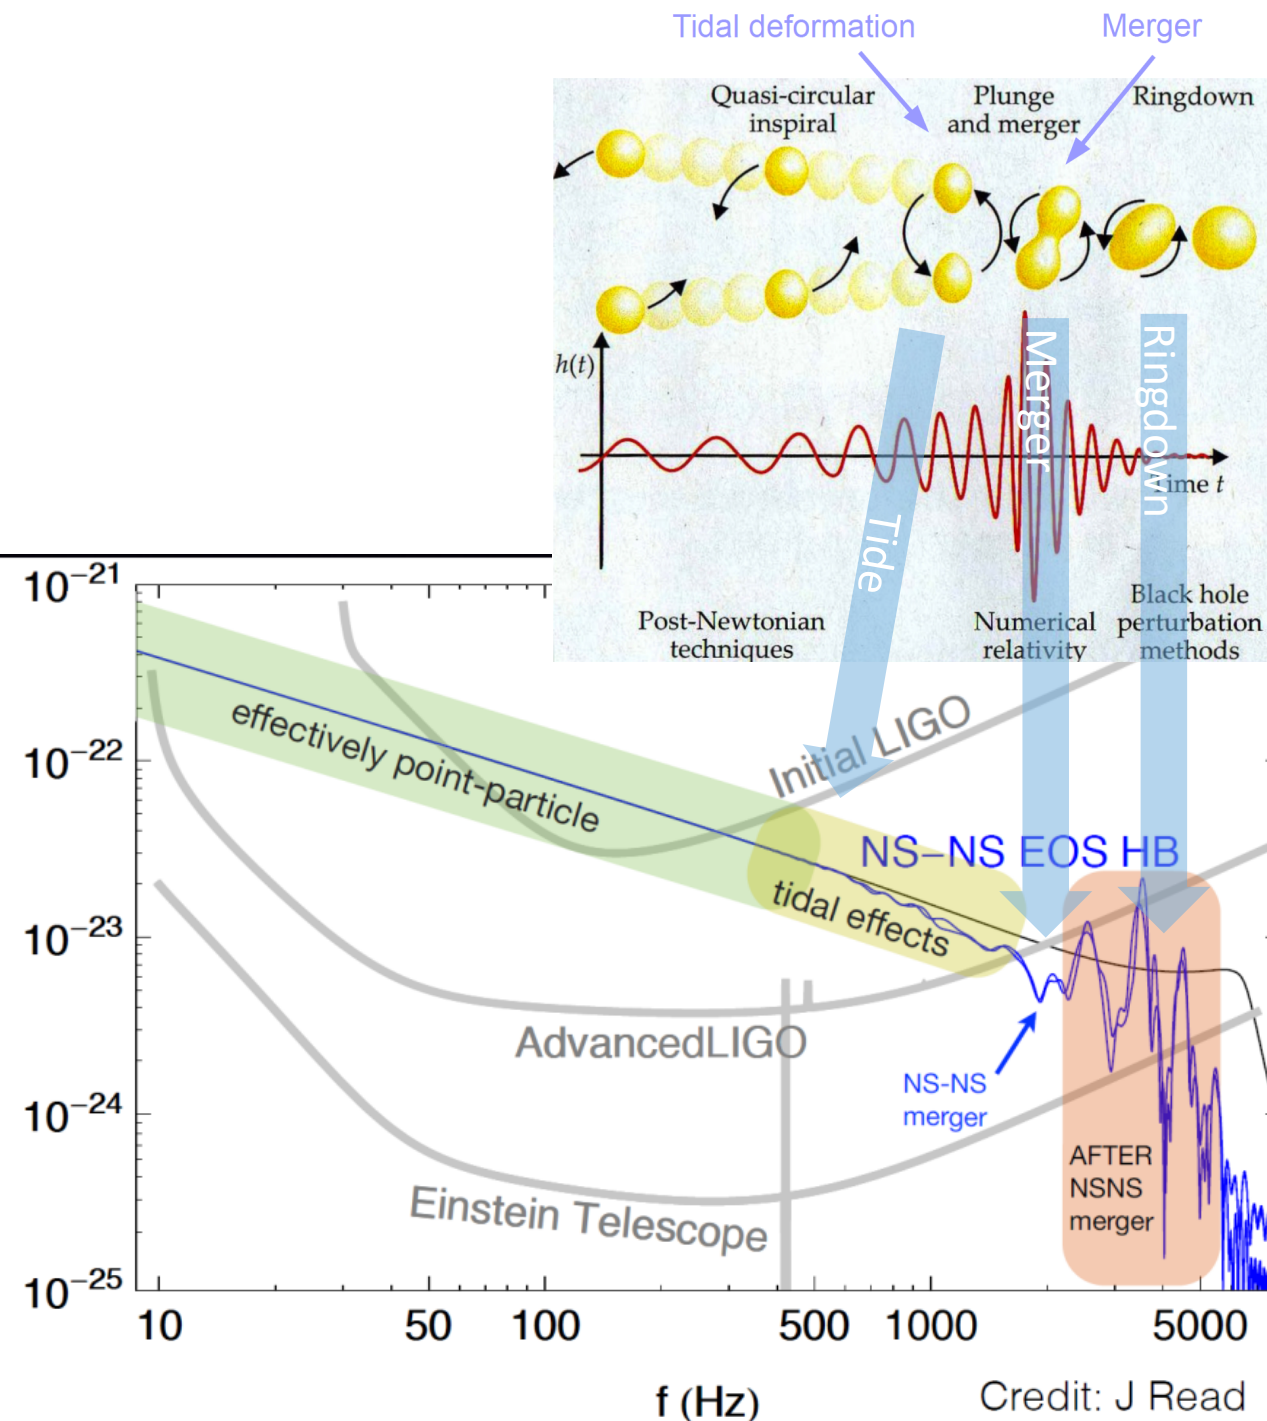 Tidal deformation
Merger
Quasi-circular
inspiral
Plunge
and merger
Ringdown
h(t)
Merger
Ringdown
Time t
Tide
Post-Newtonian
techniques
Numerical
relativity
Black hole
perturbation
methods
10−21
10−22
10−23
10−24
10−25
effectively point-particle
Initial LIGO
NS–NS EOS HB
tidal effects
AdvancedLIGO
NS-NS
merger
AFTER
NSNS
merger
Einstein Telescope
10
50
100
500
1000
5000
f (Hz)
Credit: J Read